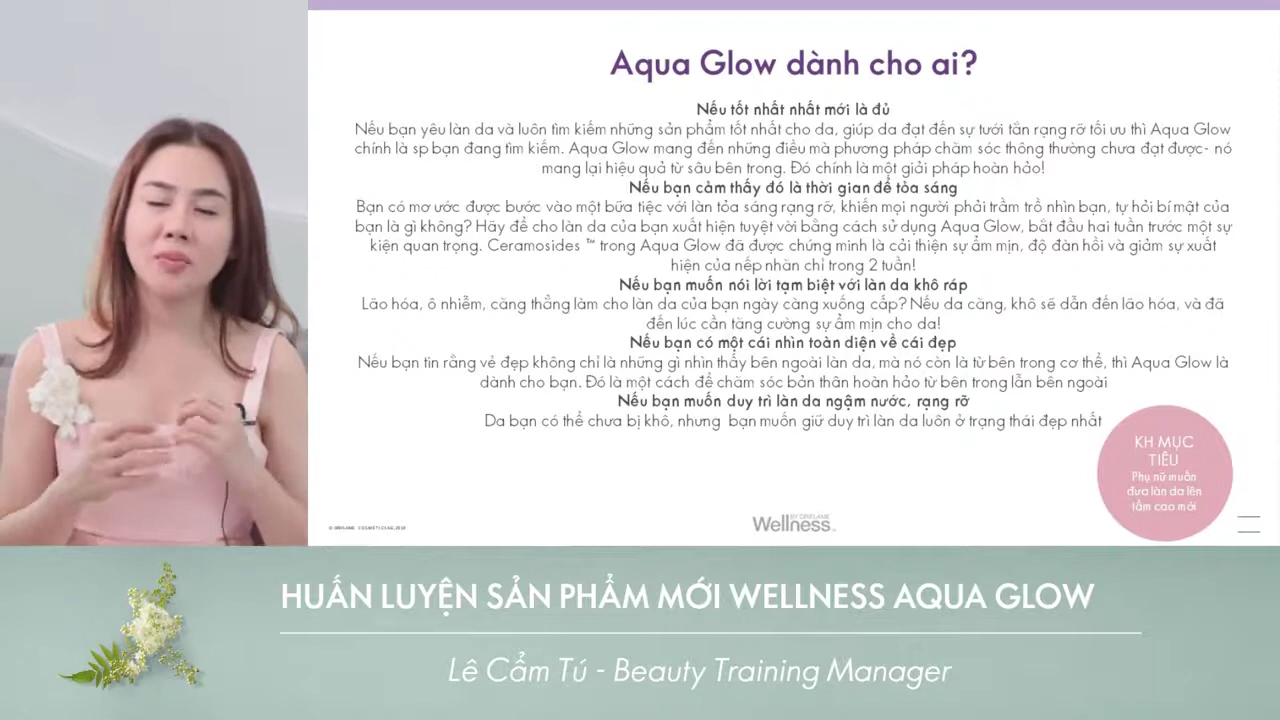 Aqua Glow dành cho ai?
Nếu tốt nhất nhất mới là đủ
Nếu bạn yêu làn da và luôn tìm kiếm những sản phẩm tốt nhất cho da, giúp da đạt đến sự tươi tắn rạng rỡ tối ưu thì Aqua Glow
chính là sp bạn đang tìm kiếm. Aqua Glow mang đến những điều mà phương pháp chăm sóc thông thường chưa đạt được- nó
mang lại hiệu quả từ sâu bên trong. Đó chính là một giải pháp hoàn hảo!
Nếu bạn cảm thấy đó là thời gian để tỏa sáng
Bạn có mơ ước được bước vào một bữa tiệc với làn tỏa sáng rạng rỡ, khiến mọi người phải trầm trồ nhìn bạn, tự hỏi bí mật của
bạn là gì không? Hãy để cho làn da của bạn xuất hiện tuyệt vời bằng cách sử dụng Aqua Glow, bắt đầu hai tuần trước một sự
kiện quan trọng. Ceramosides ™ trong Aqua Glow đã được chứng minh là cải thiện sự ẩm mịn, độ đàn hồi và giảm sự xuất
hiện của nếp nhăn chỉ trong 2 tuần!
Nếu bạn muốn nói lời tạm biệt với làn da khô ráp
Lão hóa, ô nhiễm, căng thẳng làm cho làn da của bạn ngày càng xuống cấp? Nếu da căng, khô sẽ dẫn đến lão hóa, và đã
đến lúc cần tăng cường sự ẩm mịn cho da!
Nếu bạn có một cái nhìn toàn diện về cái đẹp
Nếu bạn tin rằng vẻ đẹp không chỉ là những gì nhìn thấy bên ngoài làn da, mà nó còn là từ bên trong cơ thể, thì Aqua Glow là
dành cho bạn. Đó là một cách để chăm sóc bản thân hoàn hảo từ bên trong lẫn bên ngoài
Nếu bạn muốn duy trì làn da ngậm nước, rạng rỡ
Da bạn có thể chưa bị khô, nhưng bạn muốn giữ duy trì làn da luôn ở trạng thái đẹp nhất
KH MỤC
TIÊU
Phụ nữ muốn
đưa làn da lên
tầm cao mới
© ORIFLAME COSMETICS AG, 2018
BY ORIFLAME
Wellness
HUẤN LUYỆN SẢN PHẨM MỚI WELLNESS AQUA GLOW
Lê Cẩm Tú - Beauty Training Manager